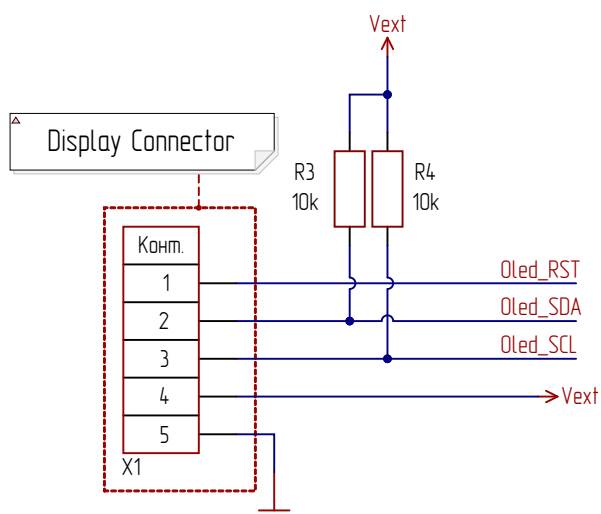 Vext
Display Connector
R3
10k
R4
10k
Конт.
1
Oled_RST
2
Oled_SDA
3
Oled_SCL
4
Vext
5
X1